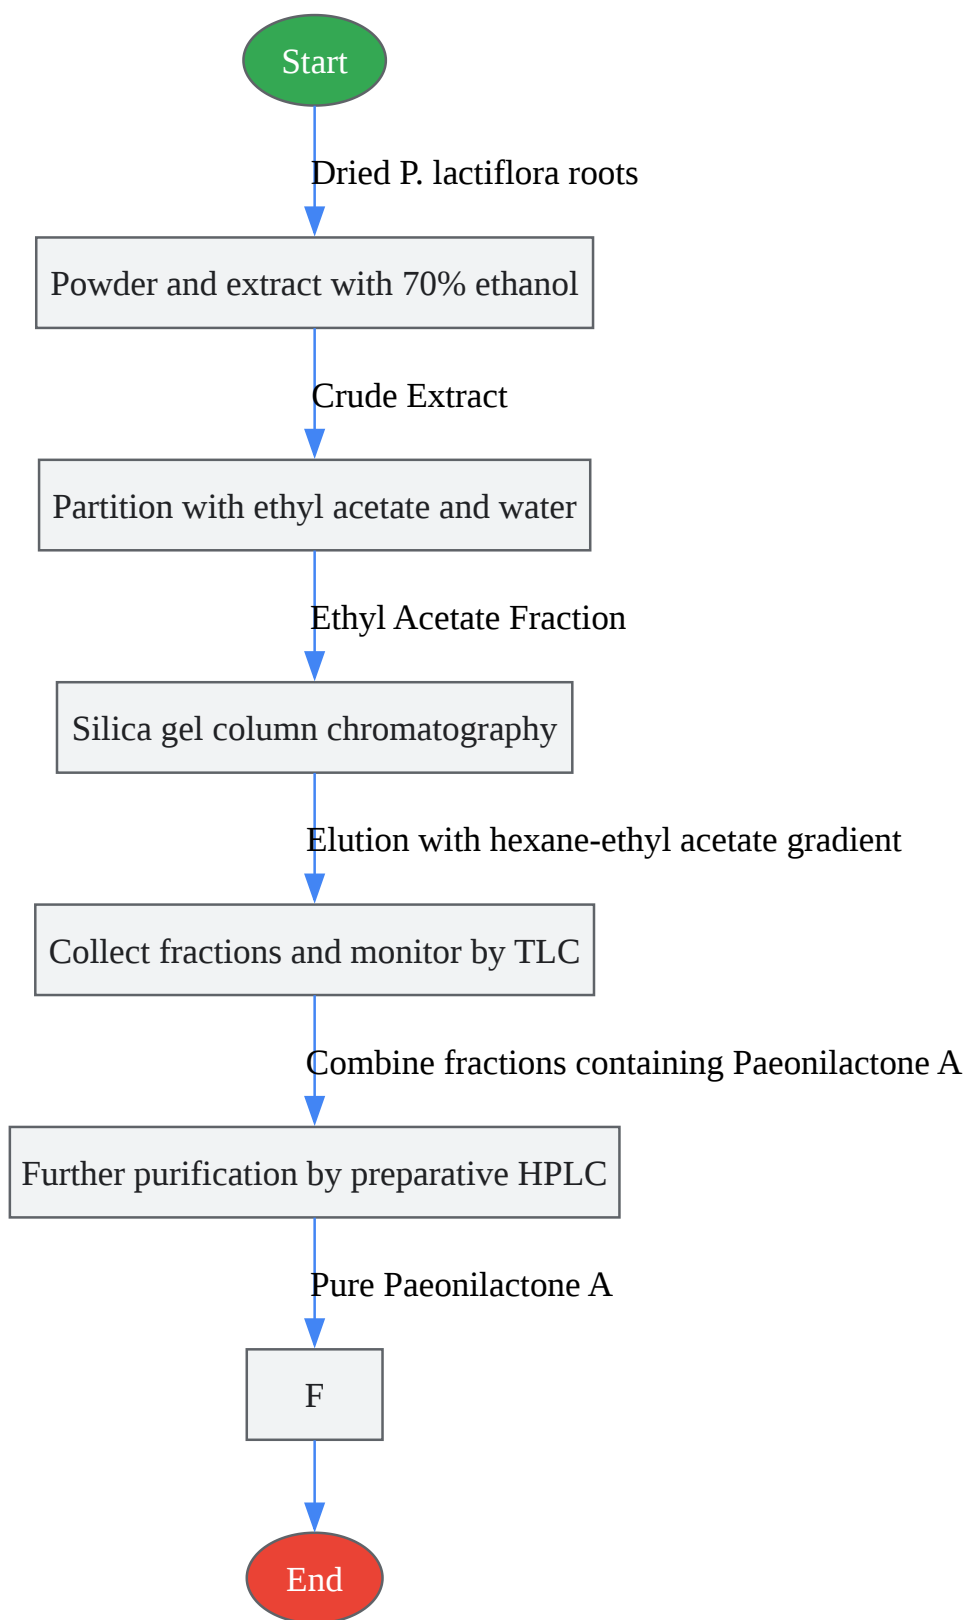 Start
Dried P. lactiflora roots
Powder and extract with 70% ethanol
Crude Extract
Partition with ethyl acetate and water
Ethyl Acetate Fraction
Silica gel column chromatography
Elution with hexane-ethyl acetate gradient
Collect fractions and monitor by TLC
Combine fractions containing Paeonilactone A
Further purification by preparative HPLC
Pure Paeonilactone A
F
End